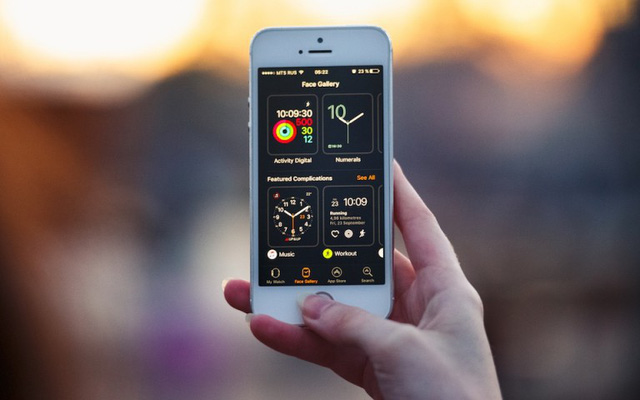 MTS RUS 09:22 23 %
Face Gallery
10:09:30
500
30
12
10
Activity Digital
Numerals
Featured Complications
See All
23 10:09
Running
4,98 kilometres
Fri, 23 September
Music
Workout
My Watch
Face Gallery
App Store
Search